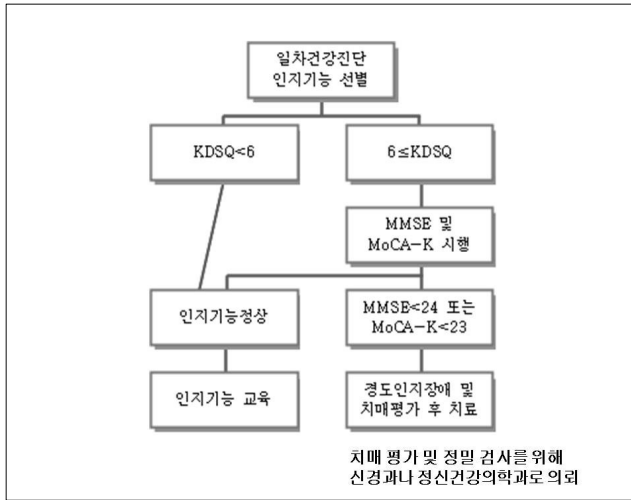 일차건강진단
인지기능 선별
KDSQ<6
6≤KDSQ
MMSE 및
MoCA-K 시행
인지기능정상
MMSE<24 또는
MoCA-K<23
인지기능 교육
경도인지장애 및
치매평가 후 치료
치매 평가 및 정밀 검사를 위해
신경과나 정신건강의학과로 의뢰